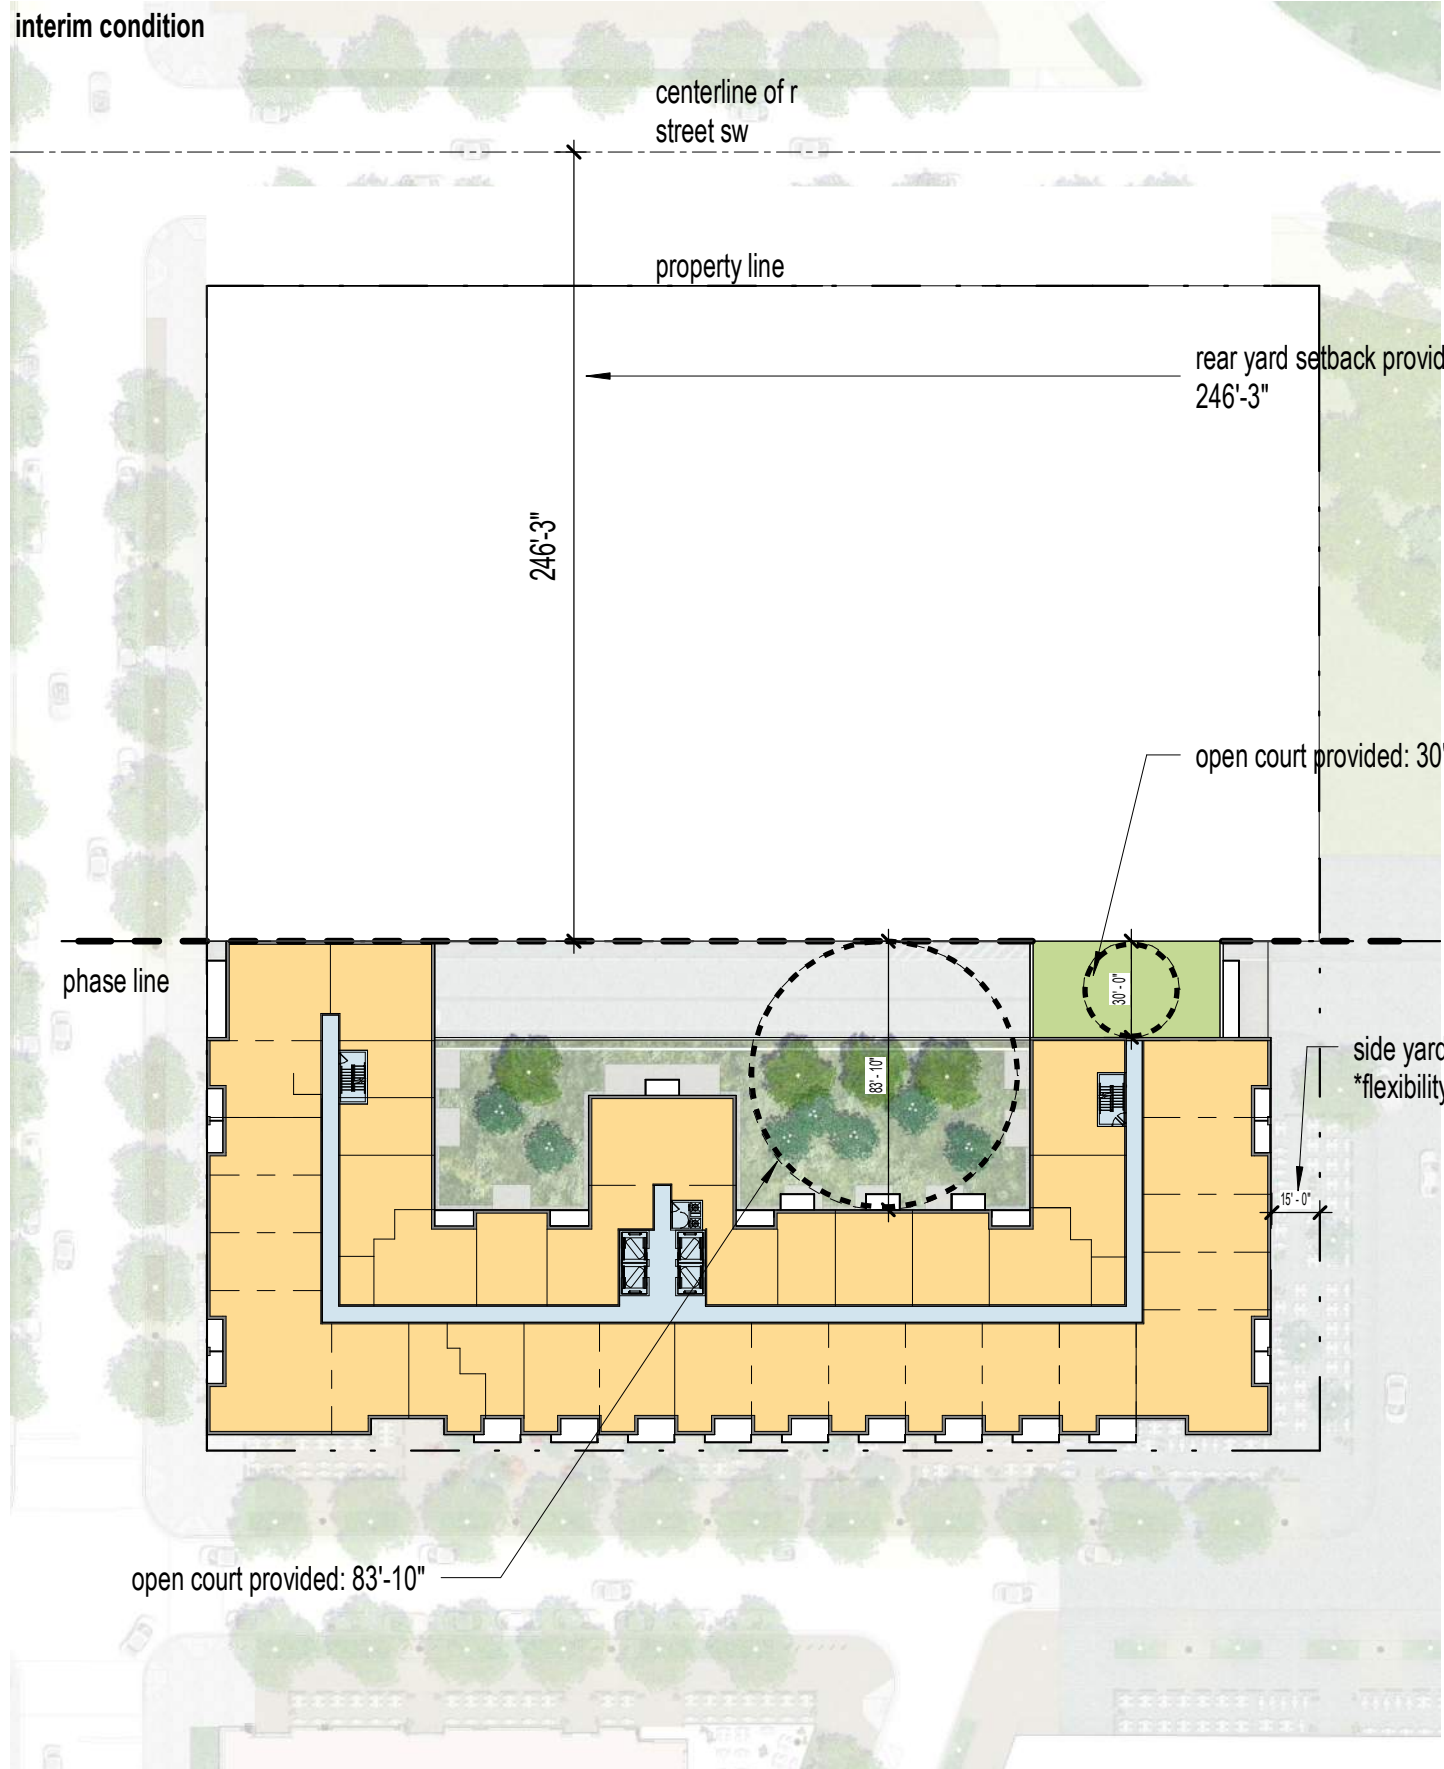 interim condition
centerline of r
street sw
property line
rear yard setback provid
246'-3"
246'-3"
open court provided: 30'
phase line
30' - 0"
side yard
*flexibility
83' - 10"
15' - 0"
open court provided: 83'-10"